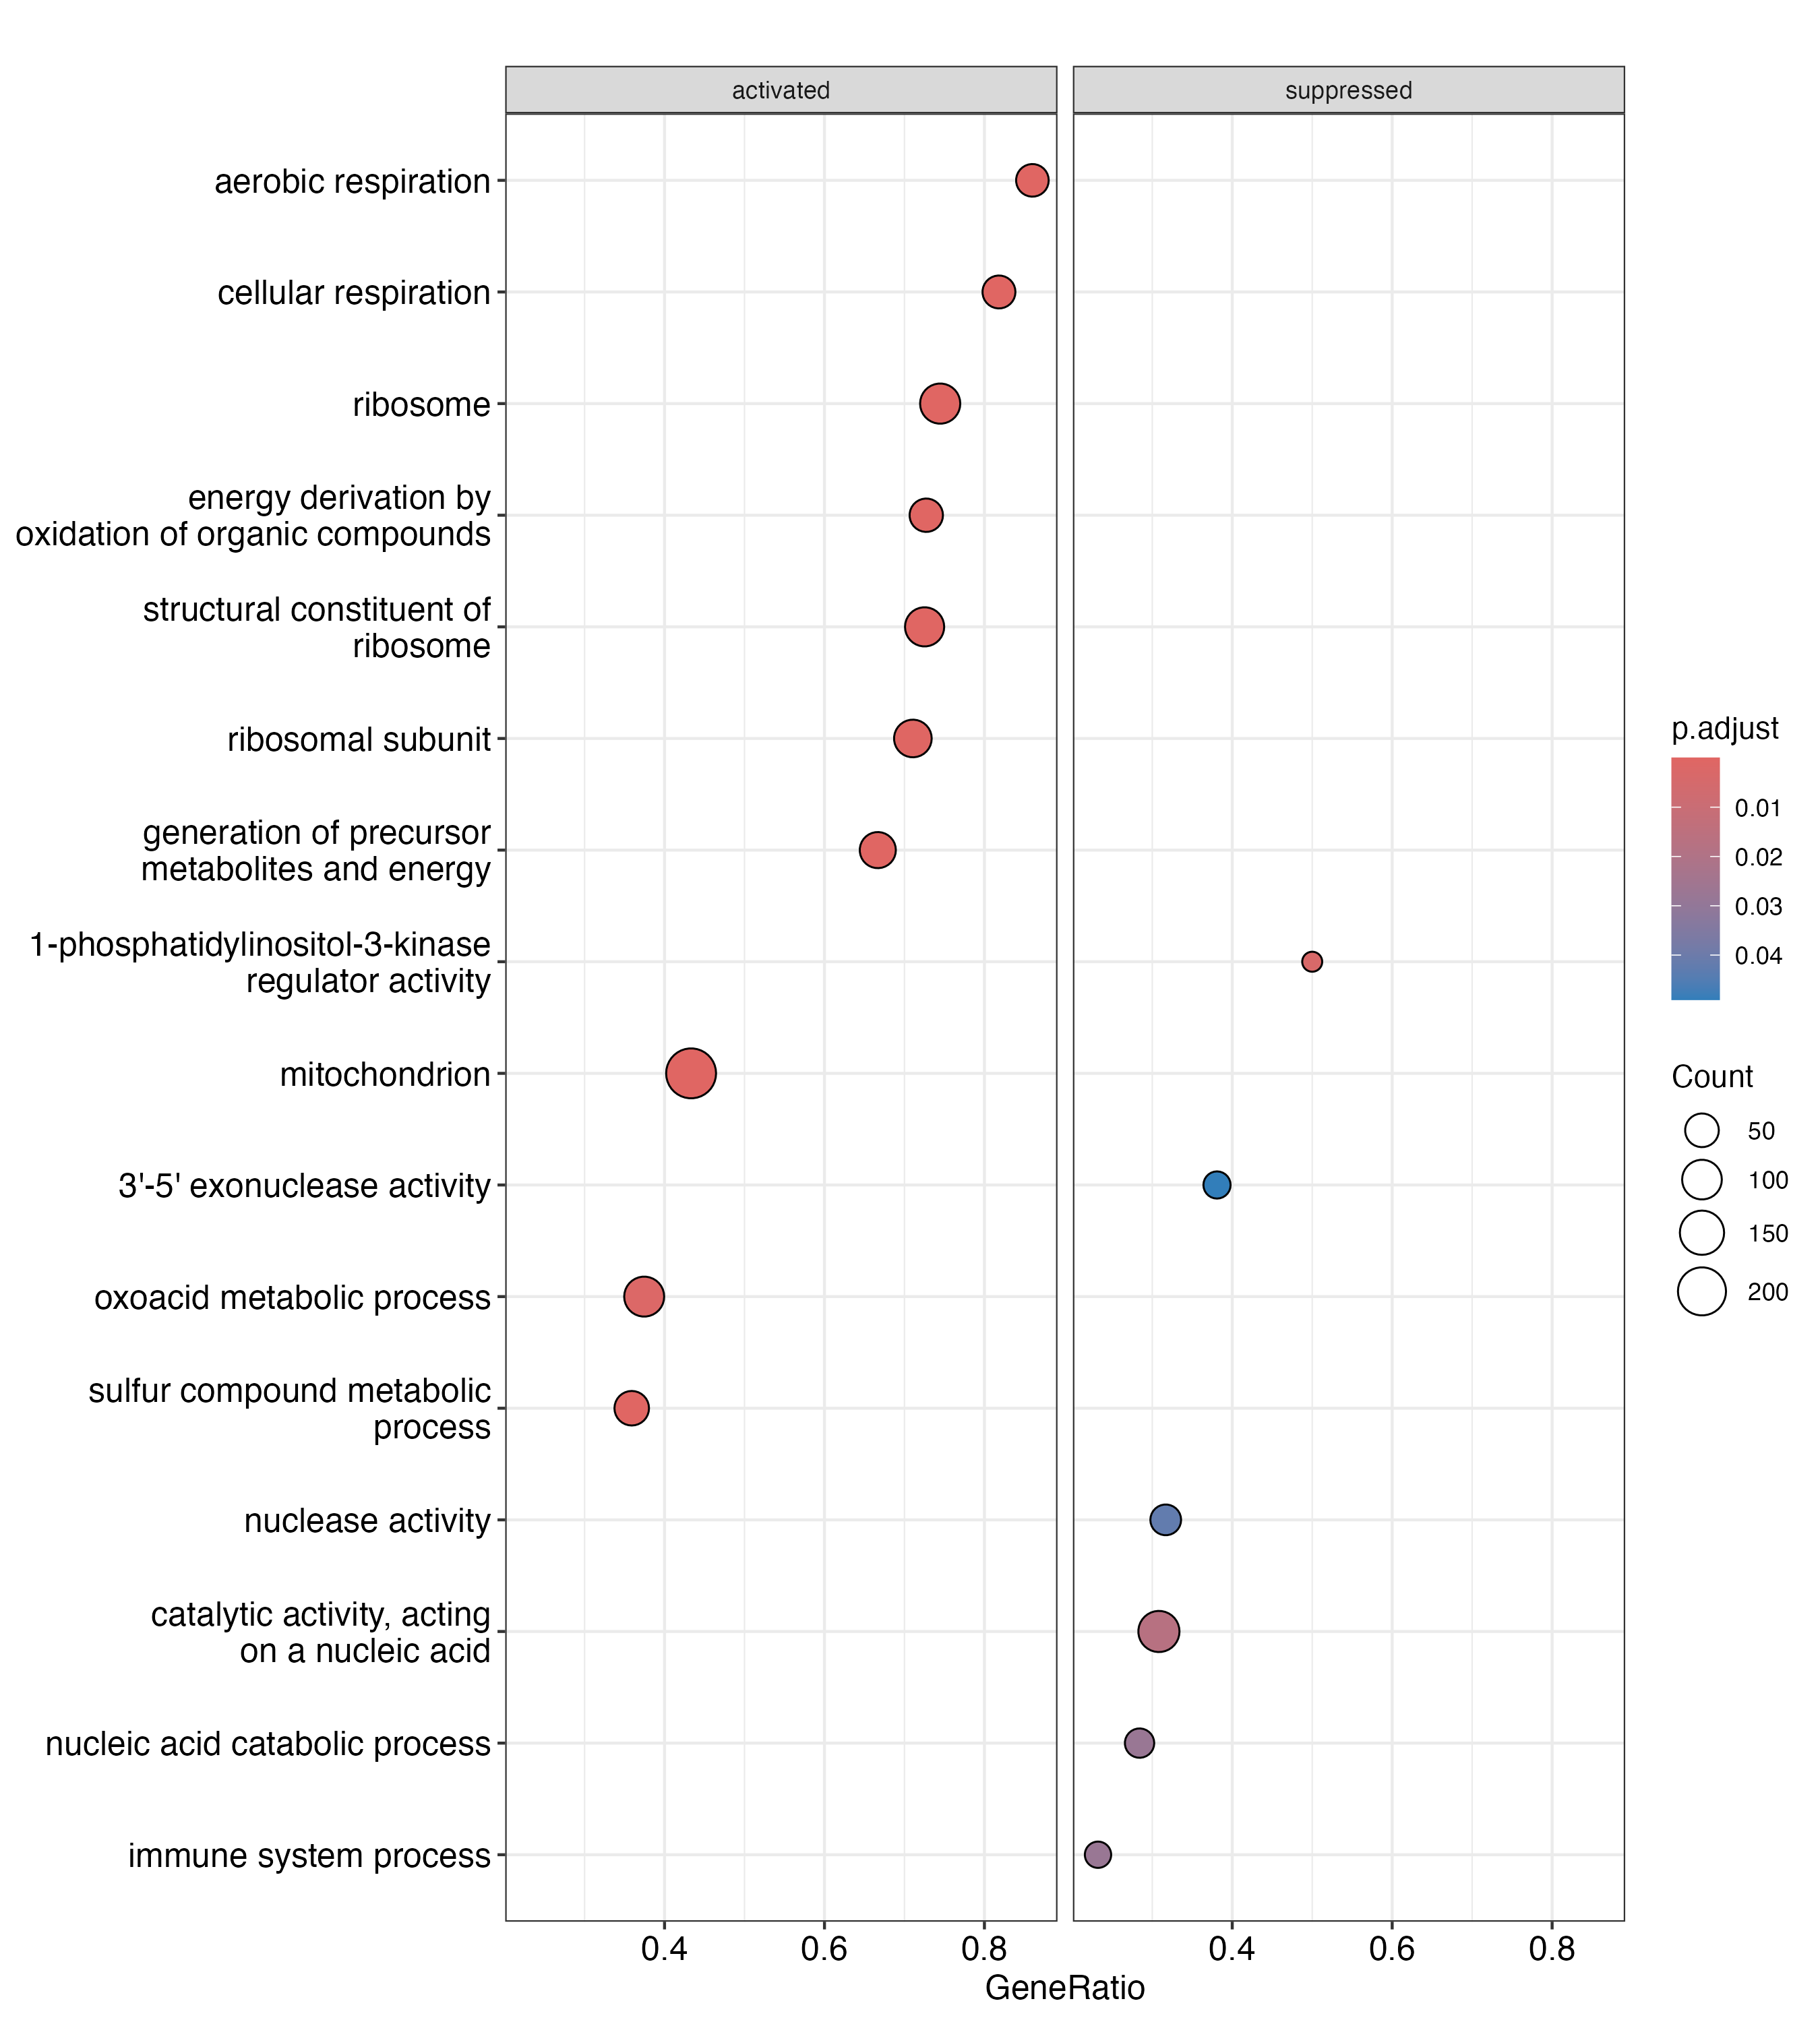 activated
suppressed
aerobic respiration
cellular respiration
ribosome
energy derivation by
oxidation of organic compounds
structural constituent of
ribosome
ribosomal subunit
generation of precursor
metabolites and energy
1-phosphatidylinositol-3-kinase
regulator activity
mitochondrion
3'-5' exonuclease activity
oxoacid metabolic process
sulfur compound metabolic
process
nuclease activity
catalytic activity, acting
on a nucleic acid
nucleic acid catabolic process
immune system process
0.4 0.6 0.8
0.4 0.6 0.8
GeneRatio
p.adjust
0.01
0.02
0.03
0.04
Count
50
100
150
200